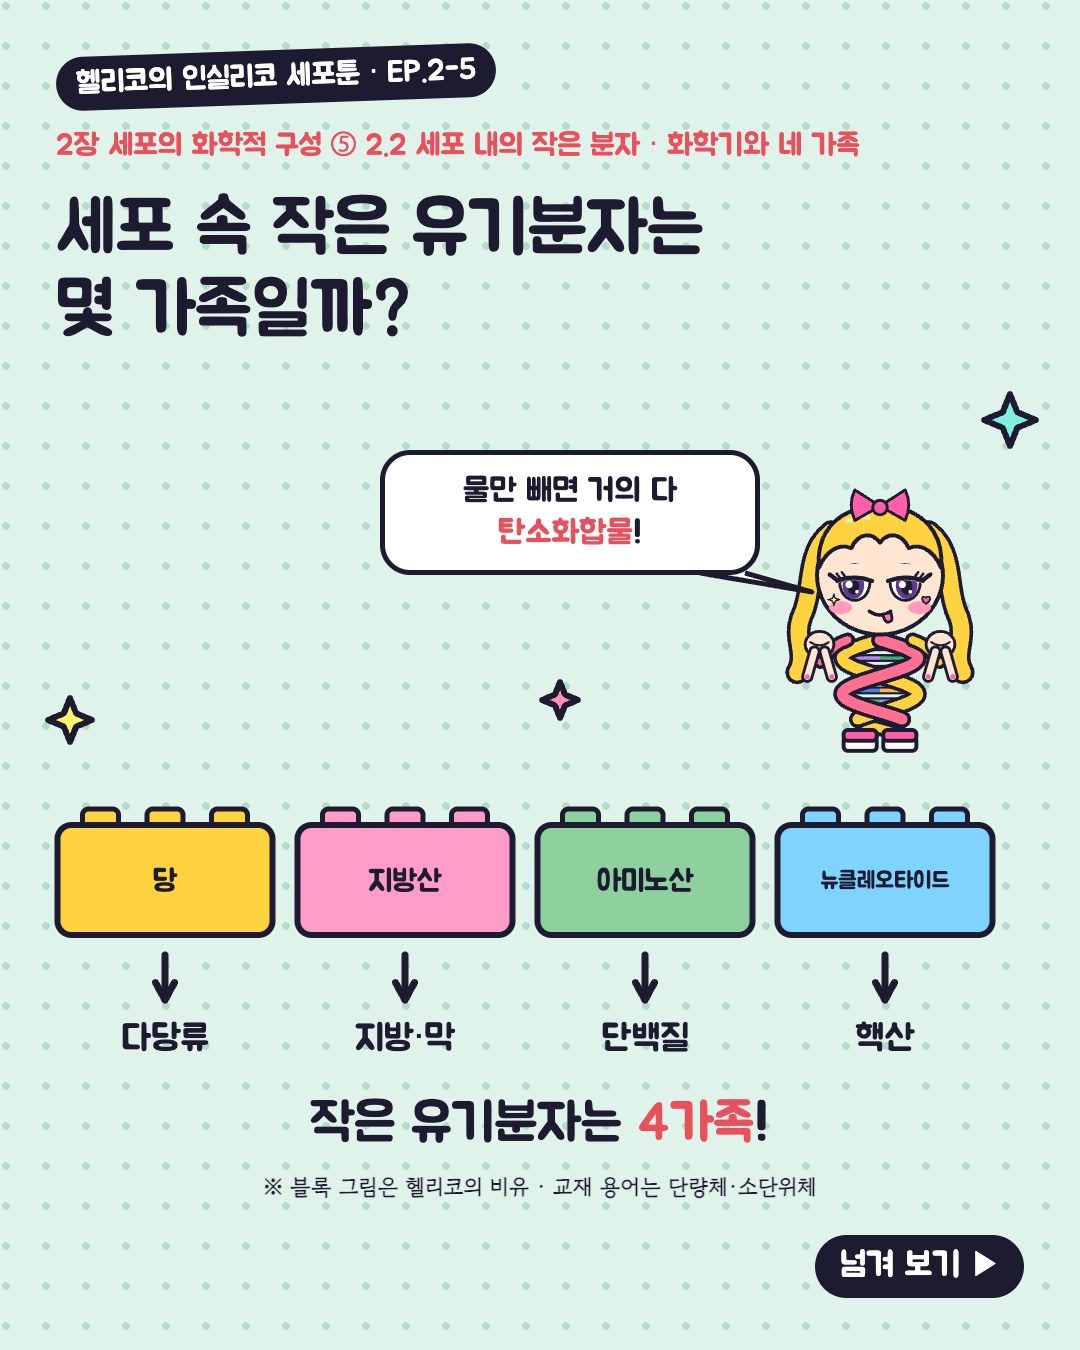 헬리코의 인실리코 세포툰 · EP.2-5
2장 세포의 화학적 구성 ⑤ 2.2 세포 내의 작은 분자 · 화학기와 네 가족
세포 속 작은 유기분자는
몇 가족일까?
물만 빼면 거의 다
탄소화합물!
당
지방산
아미노산
뉴클레오타이드
다당류
지방·막
단백질
핵산
작은 유기분자는 4가족!
※ 블록 그림은 헬리코의 비유 · 교재 용어는 단량체·소단위체
넘겨 보기 ▶